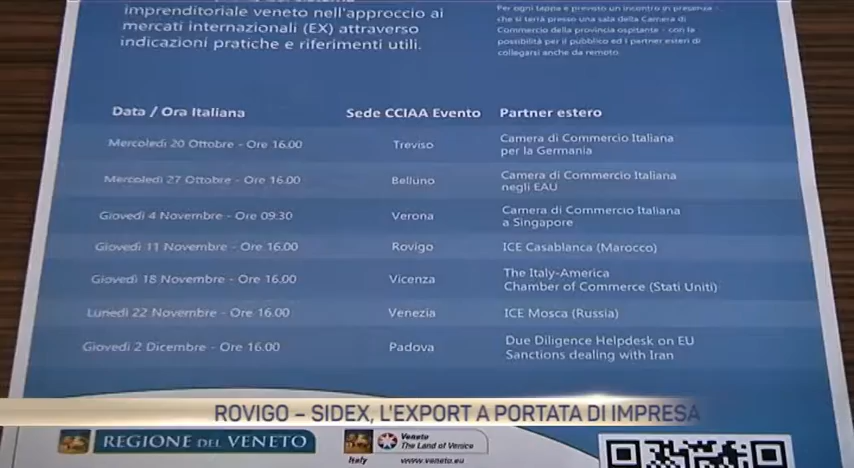 imprenditoriale veneto nell'approccio ai
mercati internazionali (EX) attraverso
indicazioni pratiche e riferimenti utili.
Per ogni tappa è previsto un incontro in presenza -
che si terrà presso una sala della Camera di
Commercio della provincia ospitante - con la
possibilità per il pubblico ed i partner esteri di
collegarsi anche da remoto.
Data / Ora Italiana Sede CCIAA Evento Partner estero
Mercoledì 20 Ottobre - Ore 16.00 Treviso Camera di Commercio Italiana
per la Germania
Mercoledì 27 Ottobre - Ore 16.00 Belluno Camera di Commercio Italiana
negli EAU
Giovedì 4 Novembre - Ore 09:30 Verona Camera di Commercio Italiana
a Singapore
Giovedì 11 Novembre - Ore 16.00 Rovigo ICE Casablanca (Marocco)
Giovedì 18 Novembre - Ore 16.00 Vicenza The Italy-America
Chamber of Commerce (Stati Uniti)
Lunedì 22 Novembre - Ore 16.00 Venezia ICE Mosca (Russia)
Giovedì 2 Dicembre - Ore 16.00 Padova Due Diligence Helpdesk on EU
Sanctions dealing with Iran
ROVIGO – SIDEX, L'EXPORT A PORTATA DI IMPRESA
REGIONE DEL VENETO
Italy
Veneto
The Land of Venice
www.veneto.eu